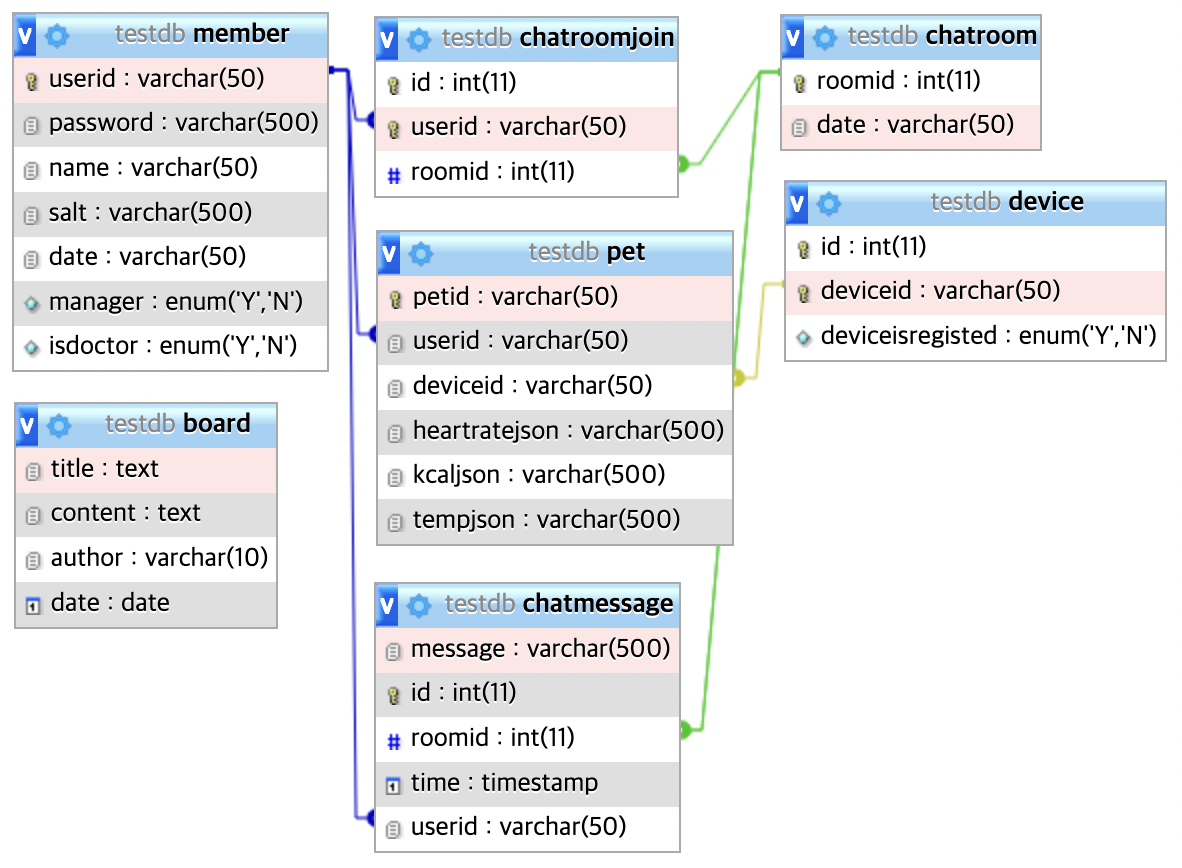 v testdb member
userid : varchar(50)
password : varchar(500)
name : varchar(50)
salt : varchar(500)
date : varchar(50)
manager : enum('Y','N')
isdoctor : enum('Y','N')
v testdb board
title : text
content : text
author : varchar(10)
date : date
v testdb chatroomjoin
id : int(11)
userid : varchar(50)
# roomid : int(11)
v testdb pet
petid : varchar(50)
userid : varchar(50)
deviceid : varchar(50)
heartratejson : varchar(500)
kcaljson : varchar(500)
tempjson : varchar(500)
v testdb chatmessage
message : varchar(500)
id : int(11)
# roomid : int(11)
time : timestamp
userid : varchar(50)
v testdb chatroom
roomid : int(11)
date : varchar(50)
v testdb device
id : int(11)
deviceid : varchar(50)
deviceisregisted : enum('Y','N')